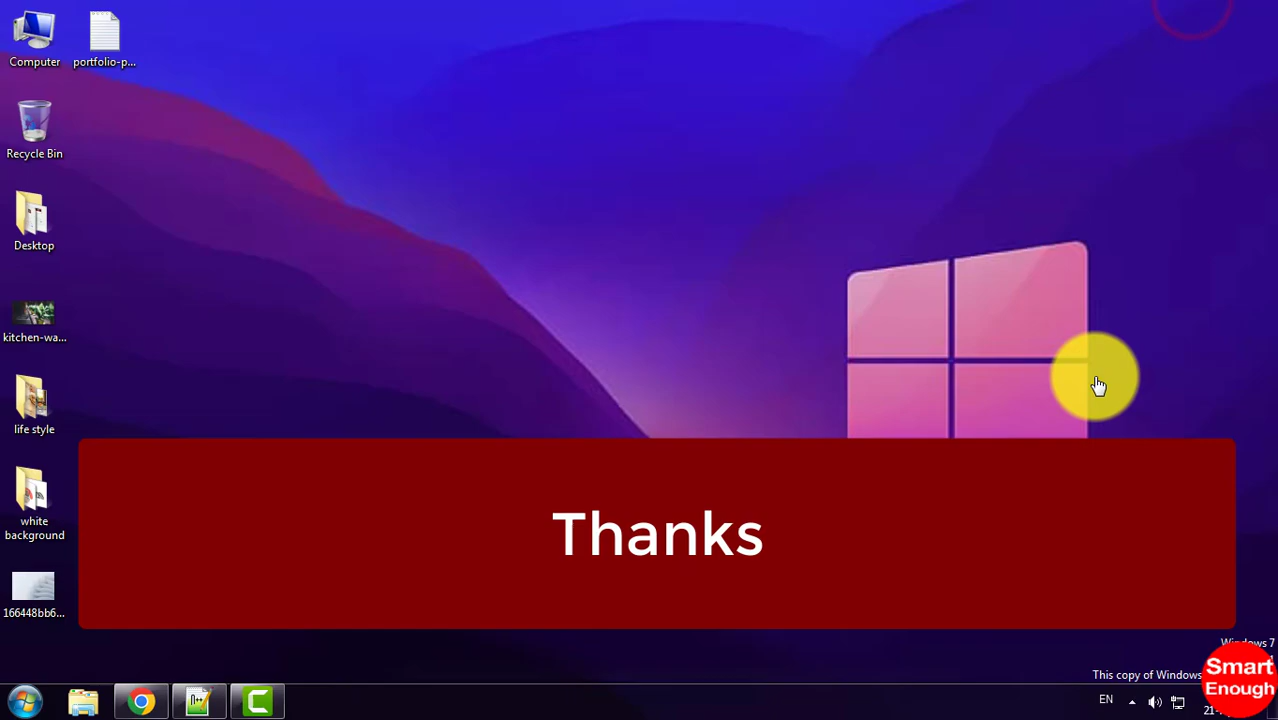 Computer
portfolio-p...
Recycle Bin
Desktop
kitchen-wa...
life style
white
background
166448bb6...
Thanks
Windows 7
This copy of Windows
Smart
Enough
EN